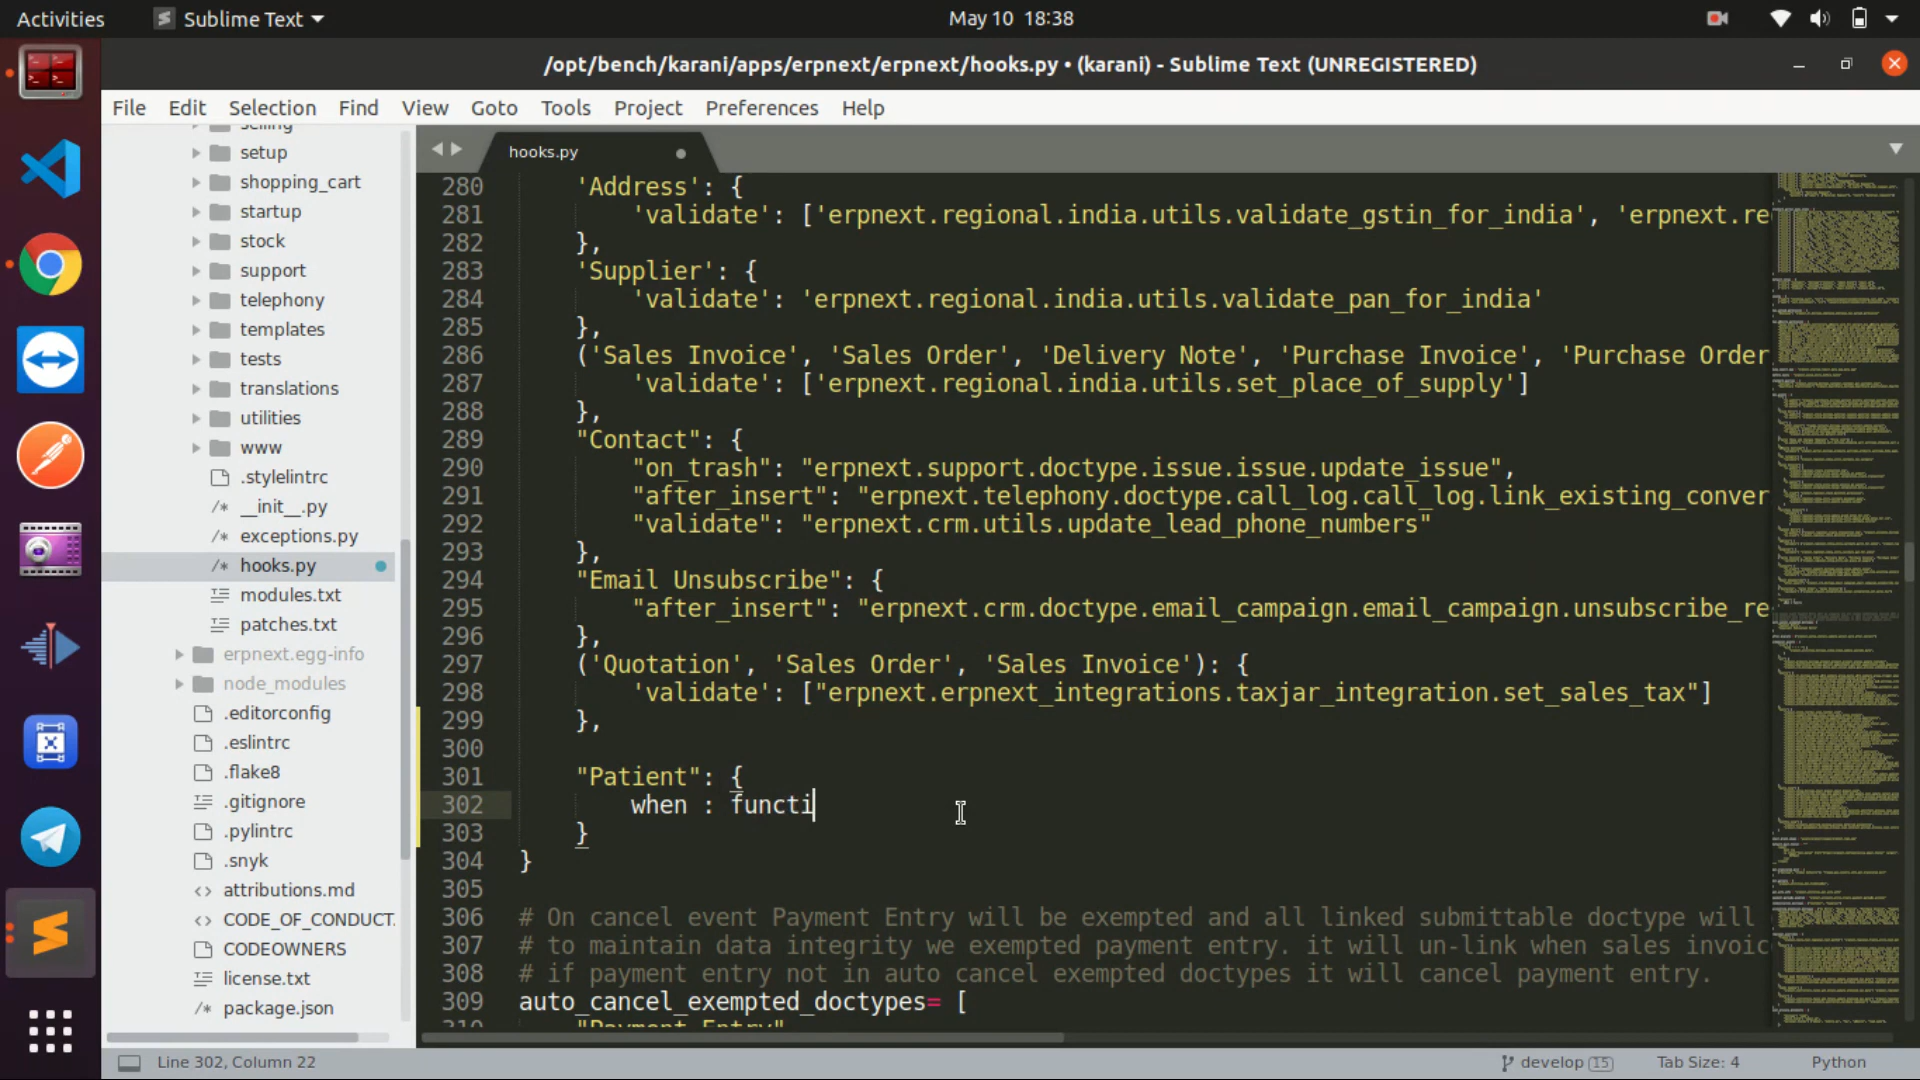 Activities
Sublime Text
May 10 18:38
/opt/bench/karani/apps/erpnext/erpnext/hooks.py • (karani) - Sublime Text (UNREGISTERED)
File Edit Selection Find View Goto Tools Project Preferences Help
selling
setup
shopping_cart
startup
stock
support
telephony
templates
tests
translations
utilities
www
.stylelintrc
__init__.py
exceptions.py
hooks.py
modules.txt
patches.txt
erpnext.egg-info
node_modules
.editorconfig
.eslintrc
.flake8
.gitignore
.pylintrc
.snyk
attributions.md
CODE_OF_CONDUCT.
CODEOWNERS
license.txt
package.json
hooks.py
280 'Address': {
281 'validate': ['erpnext.regional.india.utils.validate_gstin_for_india', 'erpnext.re
282 },
283 'Supplier': {
284 'validate': 'erpnext.regional.india.utils.validate_pan_for_india'
285 },
286 ('Sales Invoice', 'Sales Order', 'Delivery Note', 'Purchase Invoice', 'Purchase Order
287 'validate': ['erpnext.regional.india.utils.set_place_of_supply']
288 },
289 "Contact": {
290 "on_trash": "erpnext.support.doctype.issue.issue.update_issue",
291 "after_insert": "erpnext.telephony.doctype.call_log.call_log.link_existing_conver
292 "validate": "erpnext.crm.utils.update_lead_phone_numbers"
293 },
294 "Email Unsubscribe": {
295 "after_insert": "erpnext.crm.doctype.email_campaign.email_campaign.unsubscribe_re
296 },
297 ('Quotation', 'Sales Order', 'Sales Invoice'): {
298 'validate': ["erpnext.erpnext_integrations.taxjar_integration.set_sales_tax"]
299 },
300
301 "Patient": {
302 when : functi
303 }
304 }
305
306 # On cancel event Payment Entry will be exempted and all linked submittable doctype will
307 # to maintain data integrity we exempted payment entry. it will un-link when sales invoic
308 # if payment entry not in auto cancel exempted doctypes it will cancel payment entry.
309 auto_cancel_exempted_doctypes= [
310 "Payment Entry"
Line 302, Column 22
develop 15
Tab Size: 4
Python